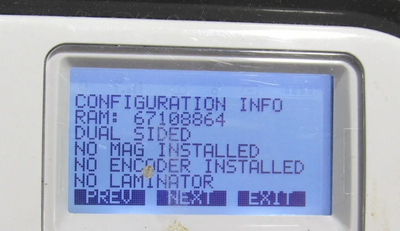 CONFIGURATION INFO
RAM: 67108864
DUAL SIDED
NO MAG INSTALLED
NO ENCODER INSTALLED
NO LAMINATOR
PREV NEXT EXIT